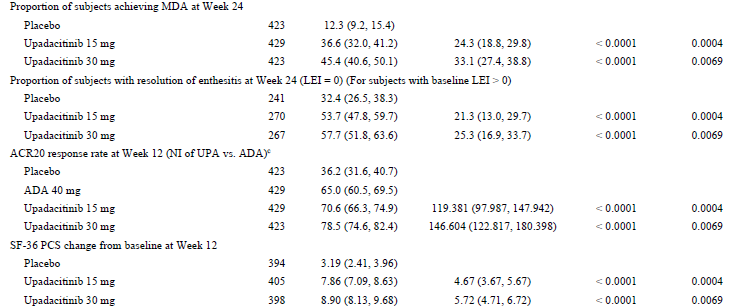 Proportion of subjects achieving MDA at Week 24
Placebo 423 12.3 (9.2, 15.4)
Upadacitinib 15 mg 429 36.6 (32.0, 41.2) 24.3 (18.8, 29.8) < 0.0001 0.0004
Upadacitinib 30 mg 423 45.4 (40.6, 50.1) 33.1 (27.4, 38.8) < 0.0001 0.0069
Proportion of subjects with resolution of enthesitis at Week 24 (LEI = 0) (For subjects with baseline LEI > 0)
Placebo 241 32.4 (26.5, 38.3)
Upadacitinib 15 mg 270 53.7 (47.8, 59.7) 21.3 (13.0, 29.7) < 0.0001 0.0004
Upadacitinib 30 mg 267 57.7 (51.8, 63.6) 25.3 (16.9, 33.7) < 0.0001 0.0069
ACR20 response rate at Week 12 (NI of UPA vs. ADA)ᶜ
Placebo 423 36.2 (31.6, 40.7)
ADA 40 mg 429 65.0 (60.5, 69.5)
Upadacitinib 15 mg 429 70.6 (66.3, 74.9) 119.381 (97.987, 147.942) < 0.0001 0.0004
Upadacitinib 30 mg 423 78.5 (74.6, 82.4) 146.604 (122.817, 180.398) < 0.0001 0.0069
SF-36 PCS change from baseline at Week 12
Placebo 394 3.19 (2.41, 3.96)
Upadacitinib 15 mg 405 7.86 (7.09, 8.63) 4.67 (3.67, 5.67) < 0.0001 0.0004
Upadacitinib 30 mg 398 8.90 (8.13, 9.68) 5.72 (4.71, 6.72) < 0.0001 0.0069